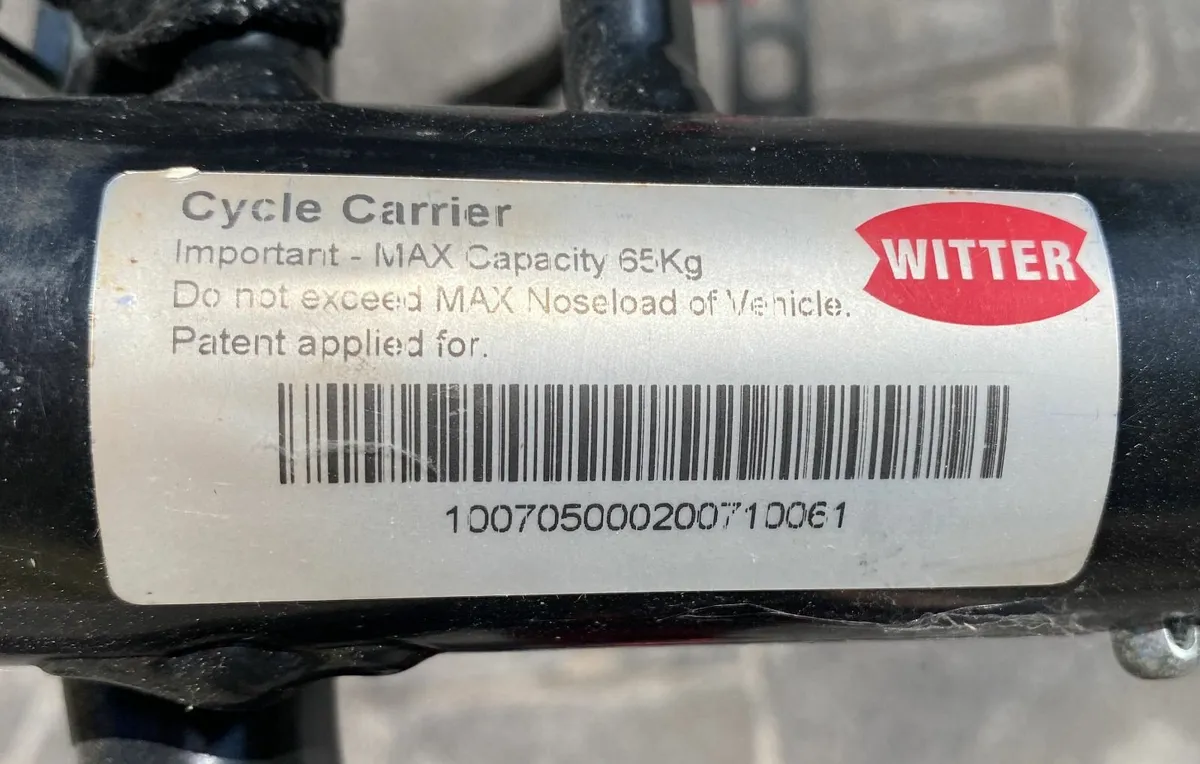 Cycle Carrier
Important - MAX Capacity 65Kg
Do not exceed MAX Noseload of Vehicle.
Patent applied for.
WITTER
100705000200710061